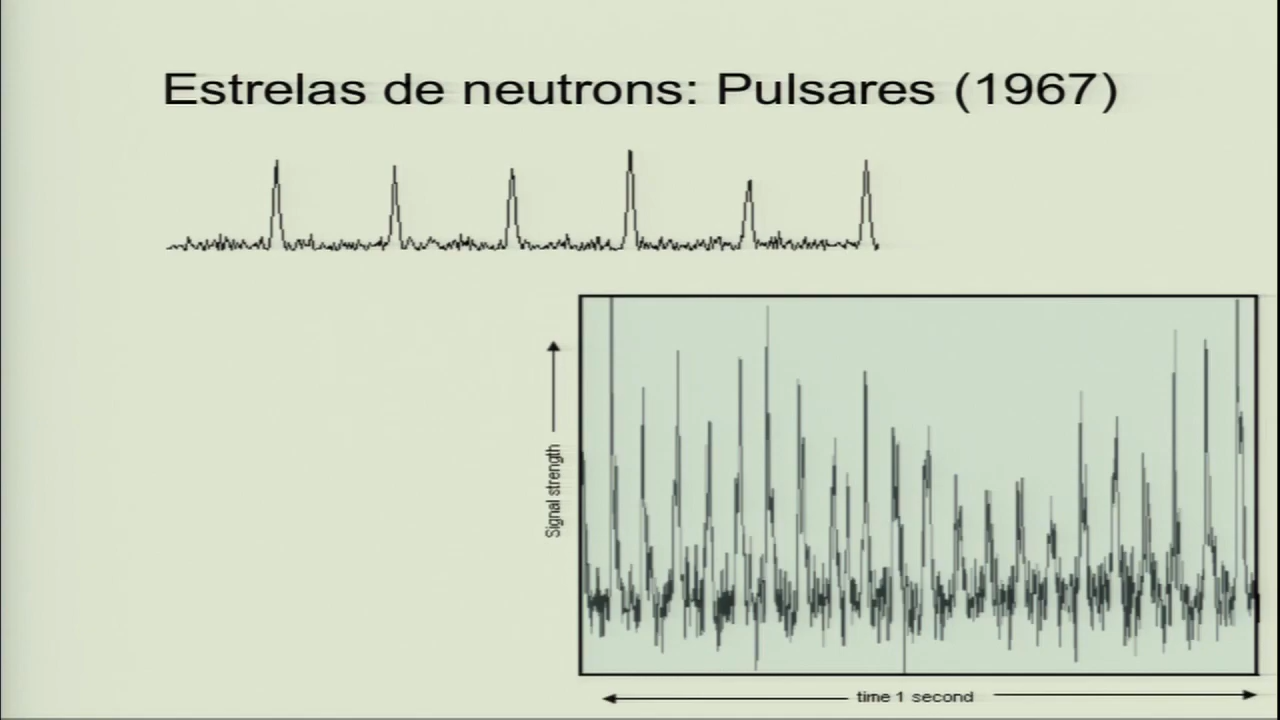 Estrelas de neutrons: Pulsares (1967)
Signal strength
time 1 second